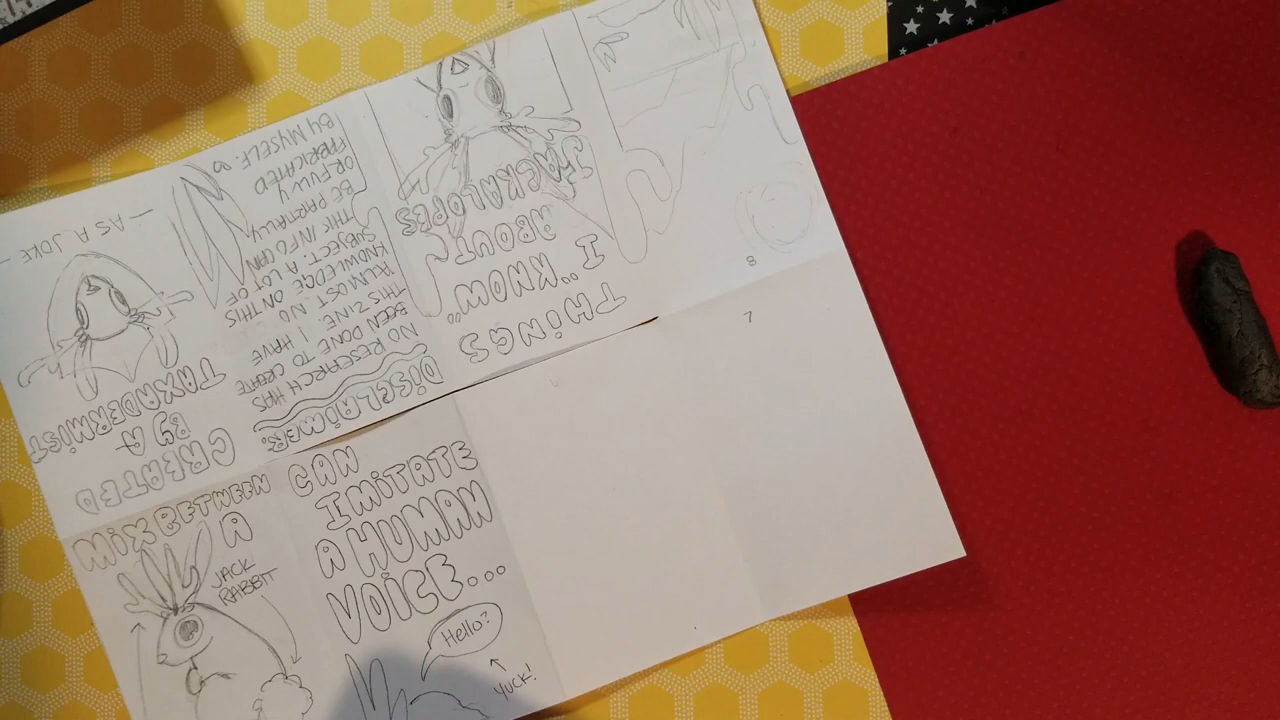 THINGS
I "KNOW"
ABOUT
JACKALOPES
DISCLAIMER:
NO RESEARCH HAS
BEEN DONE TO CREATE
THIS ZINE. I HAVE
ALMOST NO
KNOWLEDGE ON THIS
SUBJECT. A LOT OF
THIS INFO CAN
BE PARTIALLY
OR FULLY
FABRICATED
BY MYSELF.
CREATED
BY A
TAXADERMIST
— AS A JOKE —
MIX BETWEEN
A
JACK
RABBIT
CAN
IMITATE
A HUMAN
VOICE...
Hello?
YUCK!
7
8